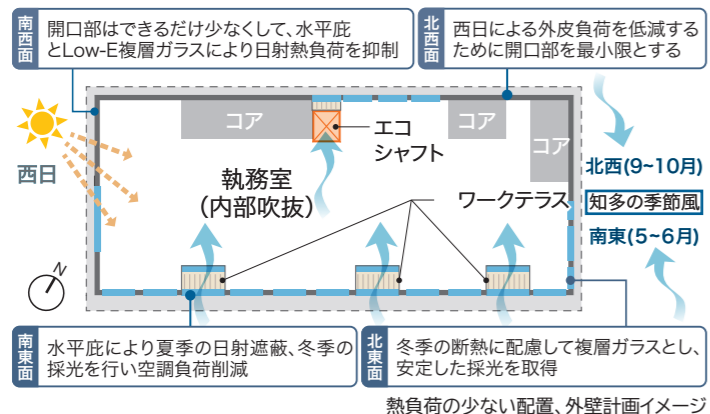 南西面
開口部はできるだけ少なくして、水平庇
とLow-E複層ガラスにより日射熱負荷を抑制
北西面
西日による外皮負荷を低減する
ために開口部を最小限とする
コア
エコ
シャフト
コア
コア
西日
執務室
(内部吹抜)
ワークテラス
北西(9~10月)
知多の季節風
南東(5~6月)
N
南東面
水平庇により夏季の日射遮蔽、冬季の
採光を行い空調負荷削減
北東面
冬季の断熱に配慮して複層ガラスとし、
安定した採光を取得
熱負荷の少ない配置、外壁計画イメージ